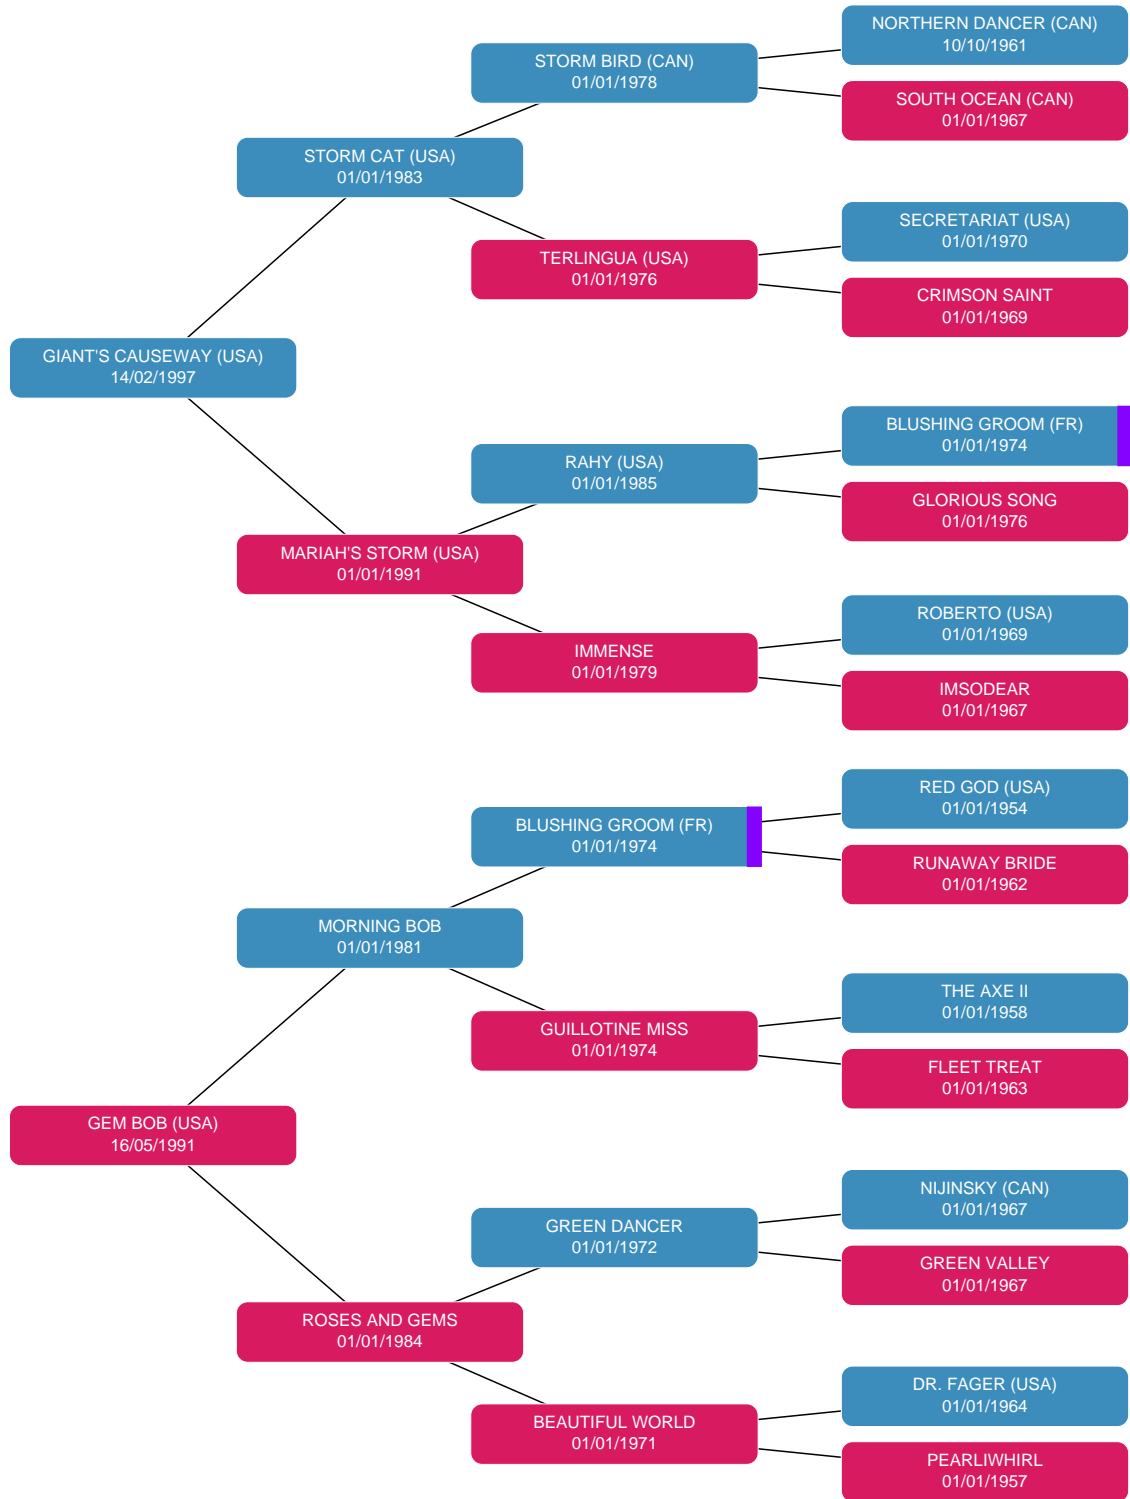 NORTHERN DANCER (CAN)
10/10/1961
STORM BIRD (CAN)
01/01/1978
SOUTH OCEAN (CAN)
01/01/1967
STORM CAT (USA)
01/01/1983
SECRETARIAT (USA)
01/01/1970
TERLINGUA (USA)
01/01/1976
CRIMSON SAINT
01/01/1969
GIANT'S CAUSEWAY (USA)
14/02/1997
BLUSHING GROOM (FR)
01/01/1974
RAHY (USA)
01/01/1985
GLORIOUS SONG
01/01/1976
MARIAH'S STORM (USA)
01/01/1991
ROBERTO (USA)
01/01/1969
IMMENSE
01/01/1979
IMSODEAR
01/01/1967
RED GOD (USA)
01/01/1954
BLUSHING GROOM (FR)
01/01/1974
RUNAWAY BRIDE
01/01/1962
MORNING BOB
01/01/1981
THE AXE II
01/01/1958
GUILLOTINE MISS
01/01/1974
FLEET TREAT
01/01/1963
GEM BOB (USA)
16/05/1991
NIJINSKY (CAN)
01/01/1967
GREEN DANCER
01/01/1972
GREEN VALLEY
01/01/1967
ROSES AND GEMS
01/01/1984
DR. FAGER (USA)
01/01/1964
BEAUTIFUL WORLD
01/01/1971
PEARLIWHIRL
01/01/1957